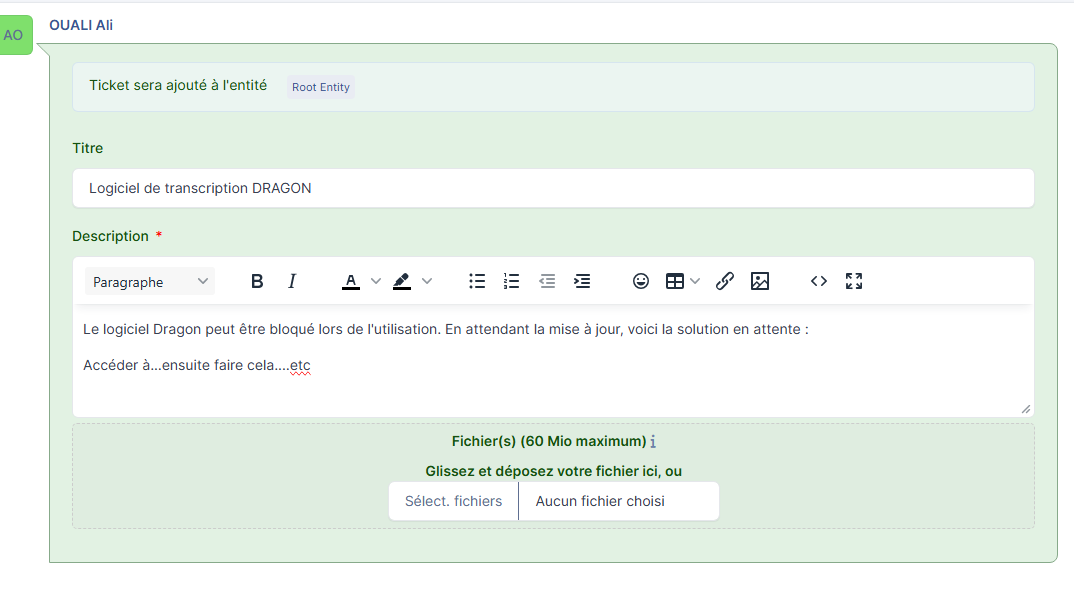 AO
OUALI Ali
Ticket sera ajouté à l'entité Root Entity
Titre
Logiciel de transcription DRAGON
Description *
Paragraphe B I A
Le logiciel Dragon peut être bloqué lors de l'utilisation. En attendant la mise à jour, voici la solution en attente :
Accéder à...ensuite faire cela....etc
Fichier(s) (60 Mio maximum) i
Glissez et déposez votre fichier ici, ou
Sélect. fichiers Aucun fichier choisi